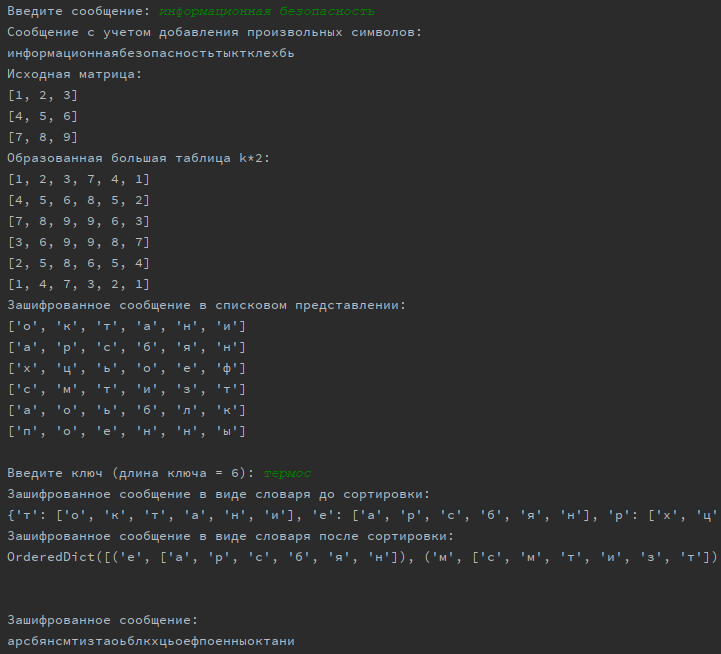 Введите сообщение: информационная безопасность
Сообщение с учетом добавления произвольных символов:
информационнаябезопасностьтыктклехбь
Исходная матрица:
[1, 2, 3]
[4, 5, 6]
[7, 8, 9]
Образованная большая таблица k*2:
[1, 2, 3, 7, 4, 1]
[4, 5, 6, 8, 5, 2]
[7, 8, 9, 9, 6, 3]
[3, 6, 9, 9, 8, 7]
[2, 5, 8, 6, 5, 4]
[1, 4, 7, 3, 2, 1]
Зашифрованное сообщение в списковом представлении:
['о', 'к', 'т', 'а', 'н', 'и']
['а', 'р', 'с', 'б', 'я', 'н']
['х', 'ц', 'ь', 'о', 'е', 'ф']
['с', 'м', 'т', 'и', 'з', 'т']
['а', 'о', 'ь', 'б', 'л', 'к']
['п', 'о', 'е', 'н', 'н', 'ы']
Введите ключ (длина ключа = 6): термос
Зашифрованное сообщение в виде словаря до сортировки:
{'т': ['о', 'к', 'т', 'а', 'н', 'и'], 'е': ['а', 'р', 'с', 'б', 'я', 'н'], 'р': ['х', 'ц'
Зашифрованное сообщение в виде словаря после сортировки:
OrderedDict([('е', ['а', 'р', 'с', 'б', 'я', 'н']), ('м', ['с', 'м', 'т', 'и', 'з', 'т'])
Зашифрованное сообщение:
арсбянсмтизтаоьблкхцьоефпоенныоктани